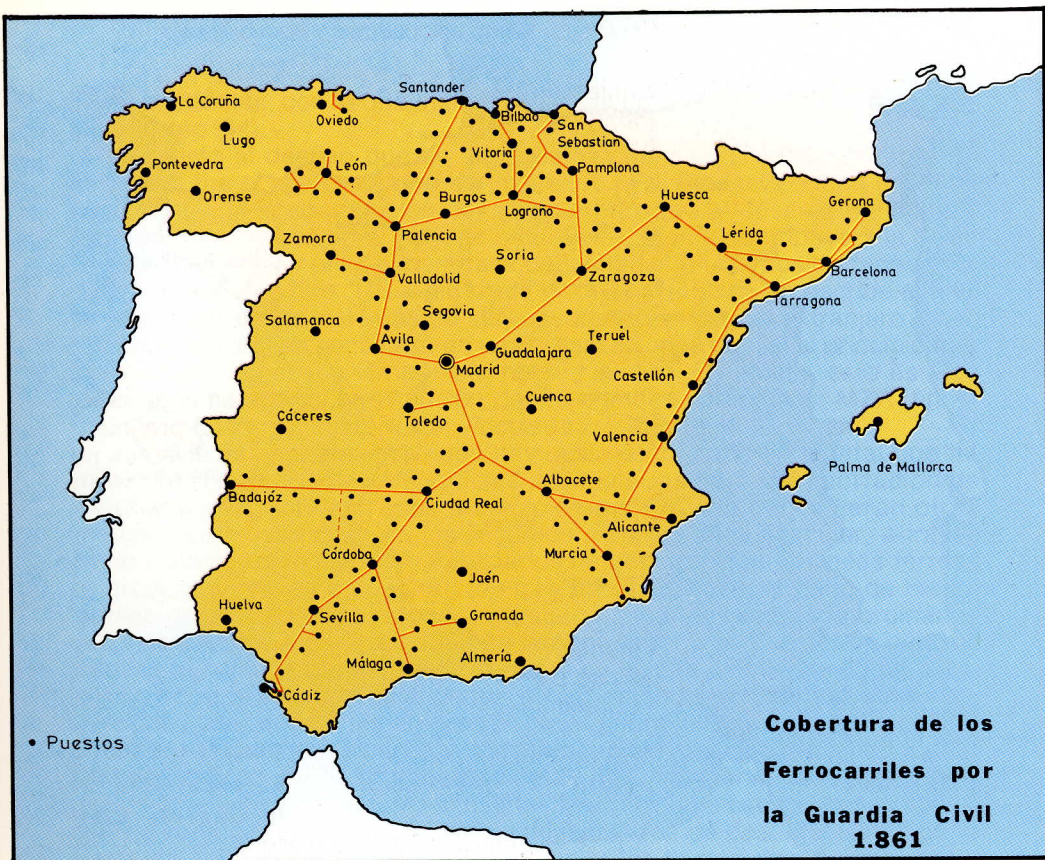 Santander
La Coruña
Oviedo
Bilbao
San
Sebastian
Lugo
Vitoria
Pontevedra
León
Pamplona
Orense
Burgos
Logroño
Huesca
Gerona
Palencia
Zamora
Lérida
Soria
Valladolid
Zaragoza
Barcelona
Tarragona
Segovia
Salamanca
Avila
Guadalajara
Teruel
Madrid
Castellón
Toledo
Cuenca
Cáceres
Valencia
Palma de Mallorca
Albacete
Badajóz
Ciudad Real
Alicante
Córdoba
Murcia
Jaén
Huelva
Sevilla
Granada
Málaga
Almería
Cádiz
• Puestos
Cobertura de los
Ferrocarriles por
la Guardia Civil
1.861